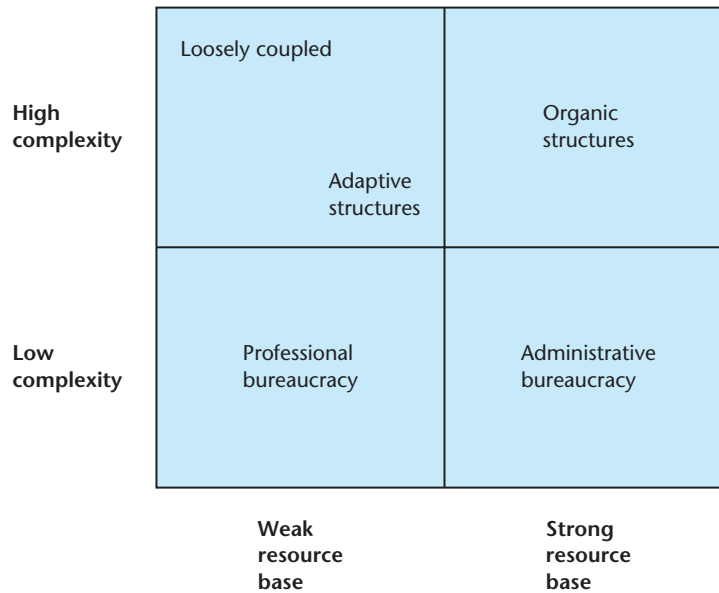 Loosely coupled
High
complexity
Organic
structures
Adaptive
structures
Low
complexity
Professional
bureaucracy
Administrative
bureaucracy
Weak
resource
base
Strong
resource
base